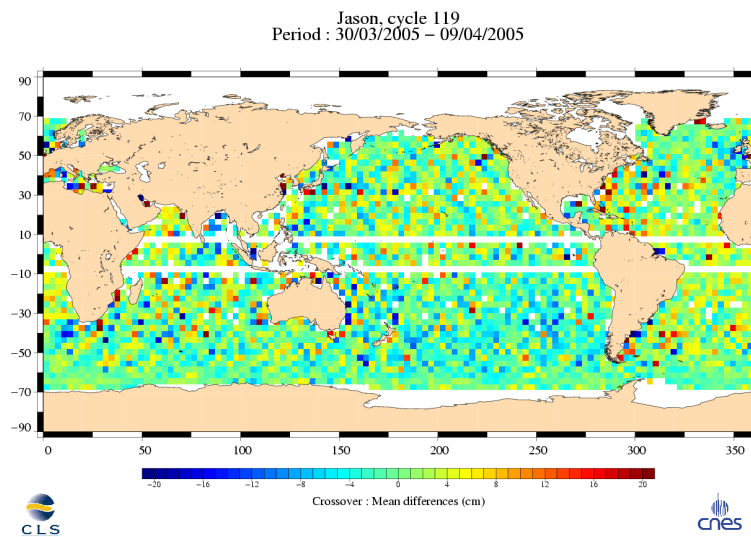 Jason, cycle 119
Period : 30/03/2005 − 09/04/2005
90
70
50
30
10
−10
−30
−50
−70
−90
0 50 100 150 200 250 300 350
−20 −16 −12 −8 −4 0 4 8 12 16 20
Crossover : Mean differences (cm)
CLS
cnes